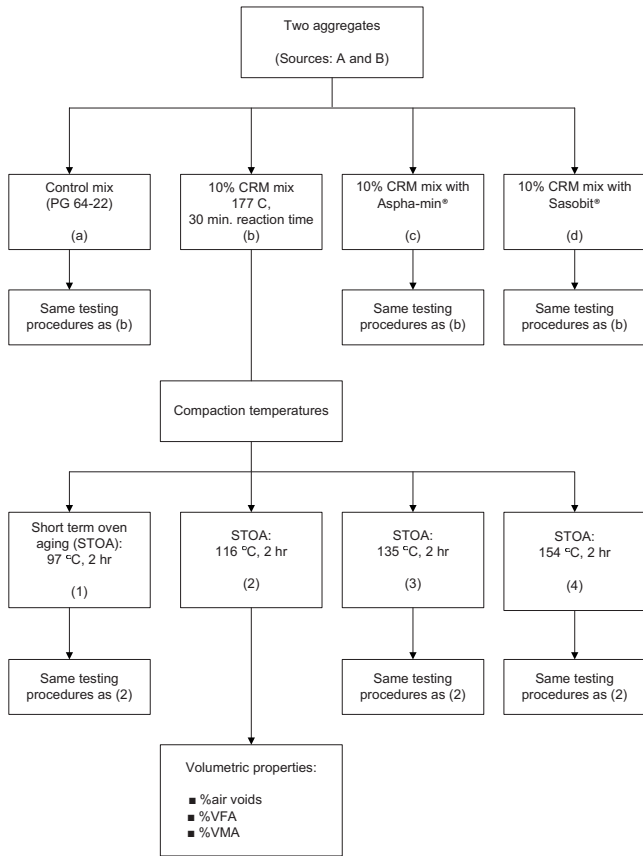 Two aggregates
(Sources: A and B)
Control mix
(PG 64-22)
(a)
10% CRM mix
177 C,
30 min. reaction time
(b)
10% CRM mix with
Aspha-min®
(c)
10% CRM mix with
Sasobit®
(d)
Same testing
procedures as (b)
Same testing
procedures as (b)
Same testing
procedures as (b)
Compaction temperatures
Short term oven
aging (STOA):
97 ºC, 2 hr
(1)
STOA:
116 ºC, 2 hr
(2)
STOA:
135 ºC, 2 hr
(3)
STOA:
154 ºC, 2 hr
(4)
Same testing
procedures as (2)
Same testing
procedures as (2)
Same testing
procedures as (2)
Volumetric properties:
■ %air voids
■ %VFA
■ %VMA